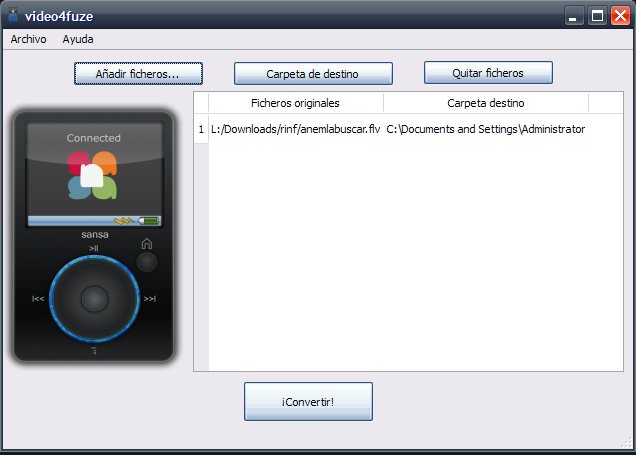 video4fuze
Archivo Ayuda
Añadir ficheros... Carpeta de destino Quitar ficheros
Ficheros originales Carpeta destino
1 L:/Downloads/rinf/anemlabuscar.flv C:\Documents and Settings\Administrator
Connected
sansa
>II
I<< >>I
¡Convertir!